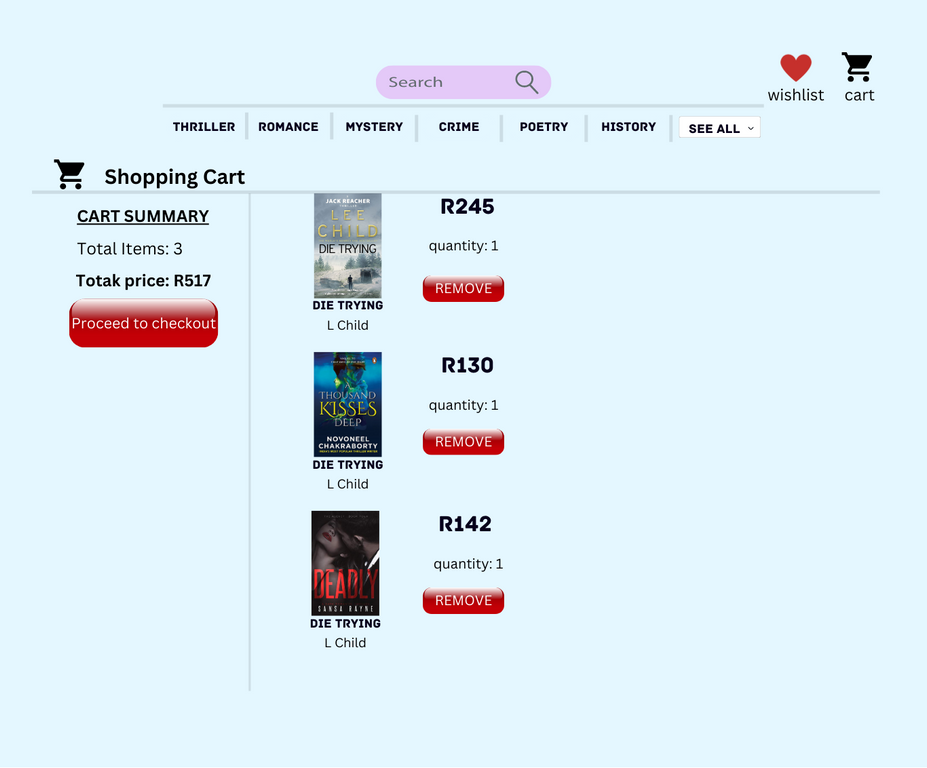 Search
wishlist
cart
THRILLER
ROMANCE
MYSTERY
CRIME
POETRY
HISTORY
SEE ALL
Shopping Cart
CART SUMMARY
Total Items: 3
Totak price: R517
Proceed to checkout
JACK REACHER
LEE
CHILD
DIE TRYING
DIE TRYING
L Child
R245
quantity: 1
REMOVE
THOUSAND
KISSES
DEEP
NOVONEEL
CHAKRABORTY
DIE TRYING
L Child
R130
quantity: 1
REMOVE
DEADLY
SANSA RAYNE
DIE TRYING
L Child
R142
quantity: 1
REMOVE